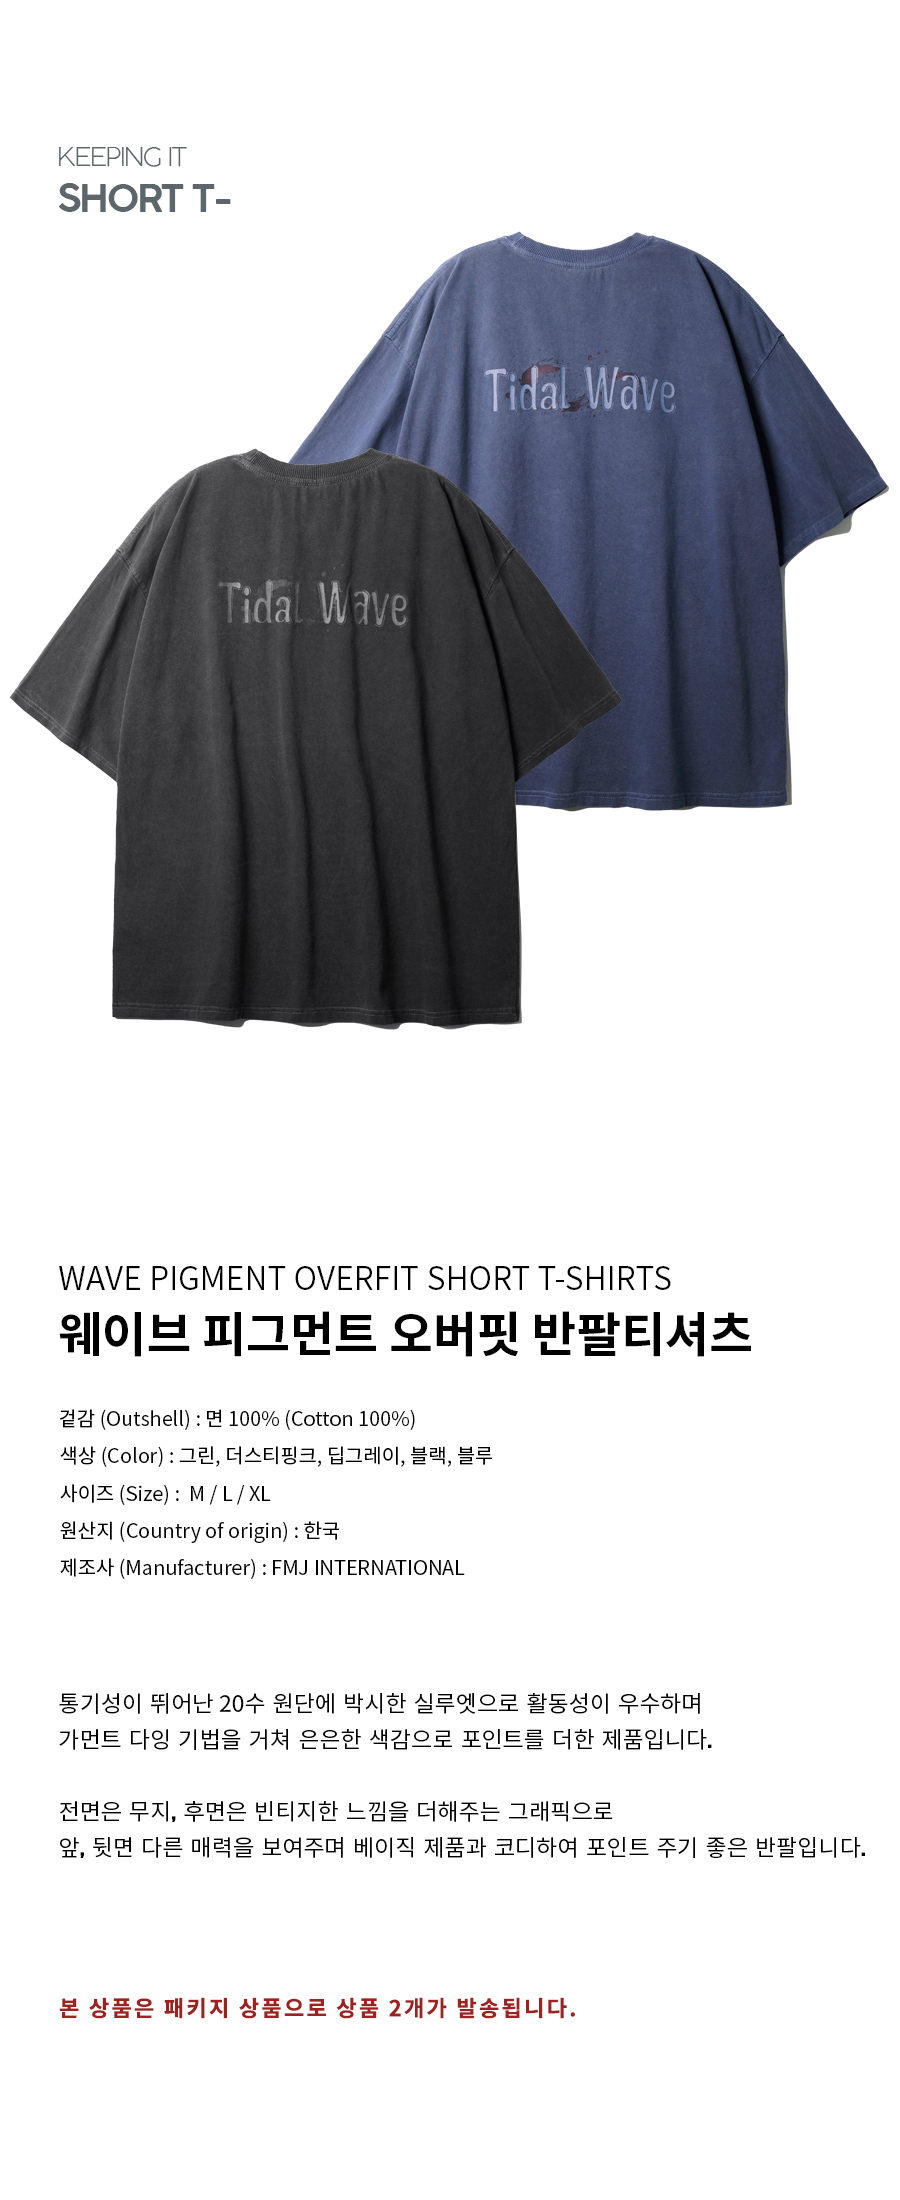 KEEPING IT
SHORT T-
Tidal Wave
Tidal Wave
WAVE PIGMENT OVERFIT SHORT T-SHIRTS
웨이브 피그먼트 오버핏 반팔티셔츠
겉감 (Outshell) : 면 100% (Cotton 100%)
색상 (Color) : 그린, 더스티핑크, 딥그레이, 블랙, 블루
사이즈 (Size) :  M / L / XL
원산지 (Country of origin) : 한국
제조사 (Manufacturer) : FMJ INTERNATIONAL
통기성이 뛰어난 20수 원단에 박시한 실루엣으로 활동성이 우수하며
가먼트 다잉 기법을 거쳐 은은한 색감으로 포인트를 더한 제품입니다.
전면은 무지, 후면은 빈티지한 느낌을 더해주는 그래픽으로
앞, 뒷면 다른 매력을 보여주며 베이직 제품과 코디하여 포인트 주기 좋은 반팔입니다.
본 상품은 패키지 상품으로 상품 2개가 발송됩니다.